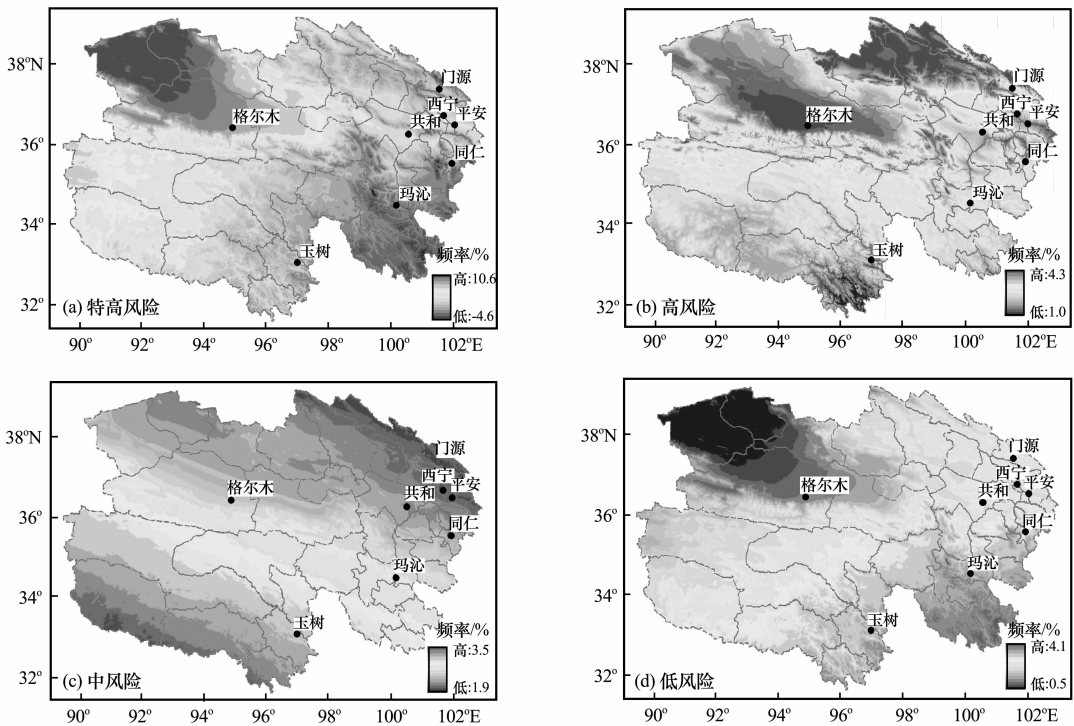 38°N
36°
34°
32°
门源
西宁
平安
共和
格尔木
同仁
玛沁
玉树
频率/%
高:10.6
低:-4.6
(a) 特高风险
90° 92° 94° 96° 98° 100° 102°E
38°N
36°
34°
32°
门源
西宁
平安
共和
格尔木
同仁
玛沁
玉树
频率/%
高:4.3
低:1.0
(b) 高风险
90° 92° 94° 96° 98° 100° 102°E
38°N
36°
34°
32°
门源
西宁
平安
共和
格尔木
同仁
玛沁
玉树
频率/%
高:3.5
低:1.9
(c) 中风险
90° 92° 94° 96° 98° 100° 102°E
38°N
36°
34°
32°
门源
西宁
平安
共和
格尔木
同仁
玛沁
玉树
频率/%
高:4.1
低:0.5
(d) 低风险
90° 92° 94° 96° 98° 100° 102°E